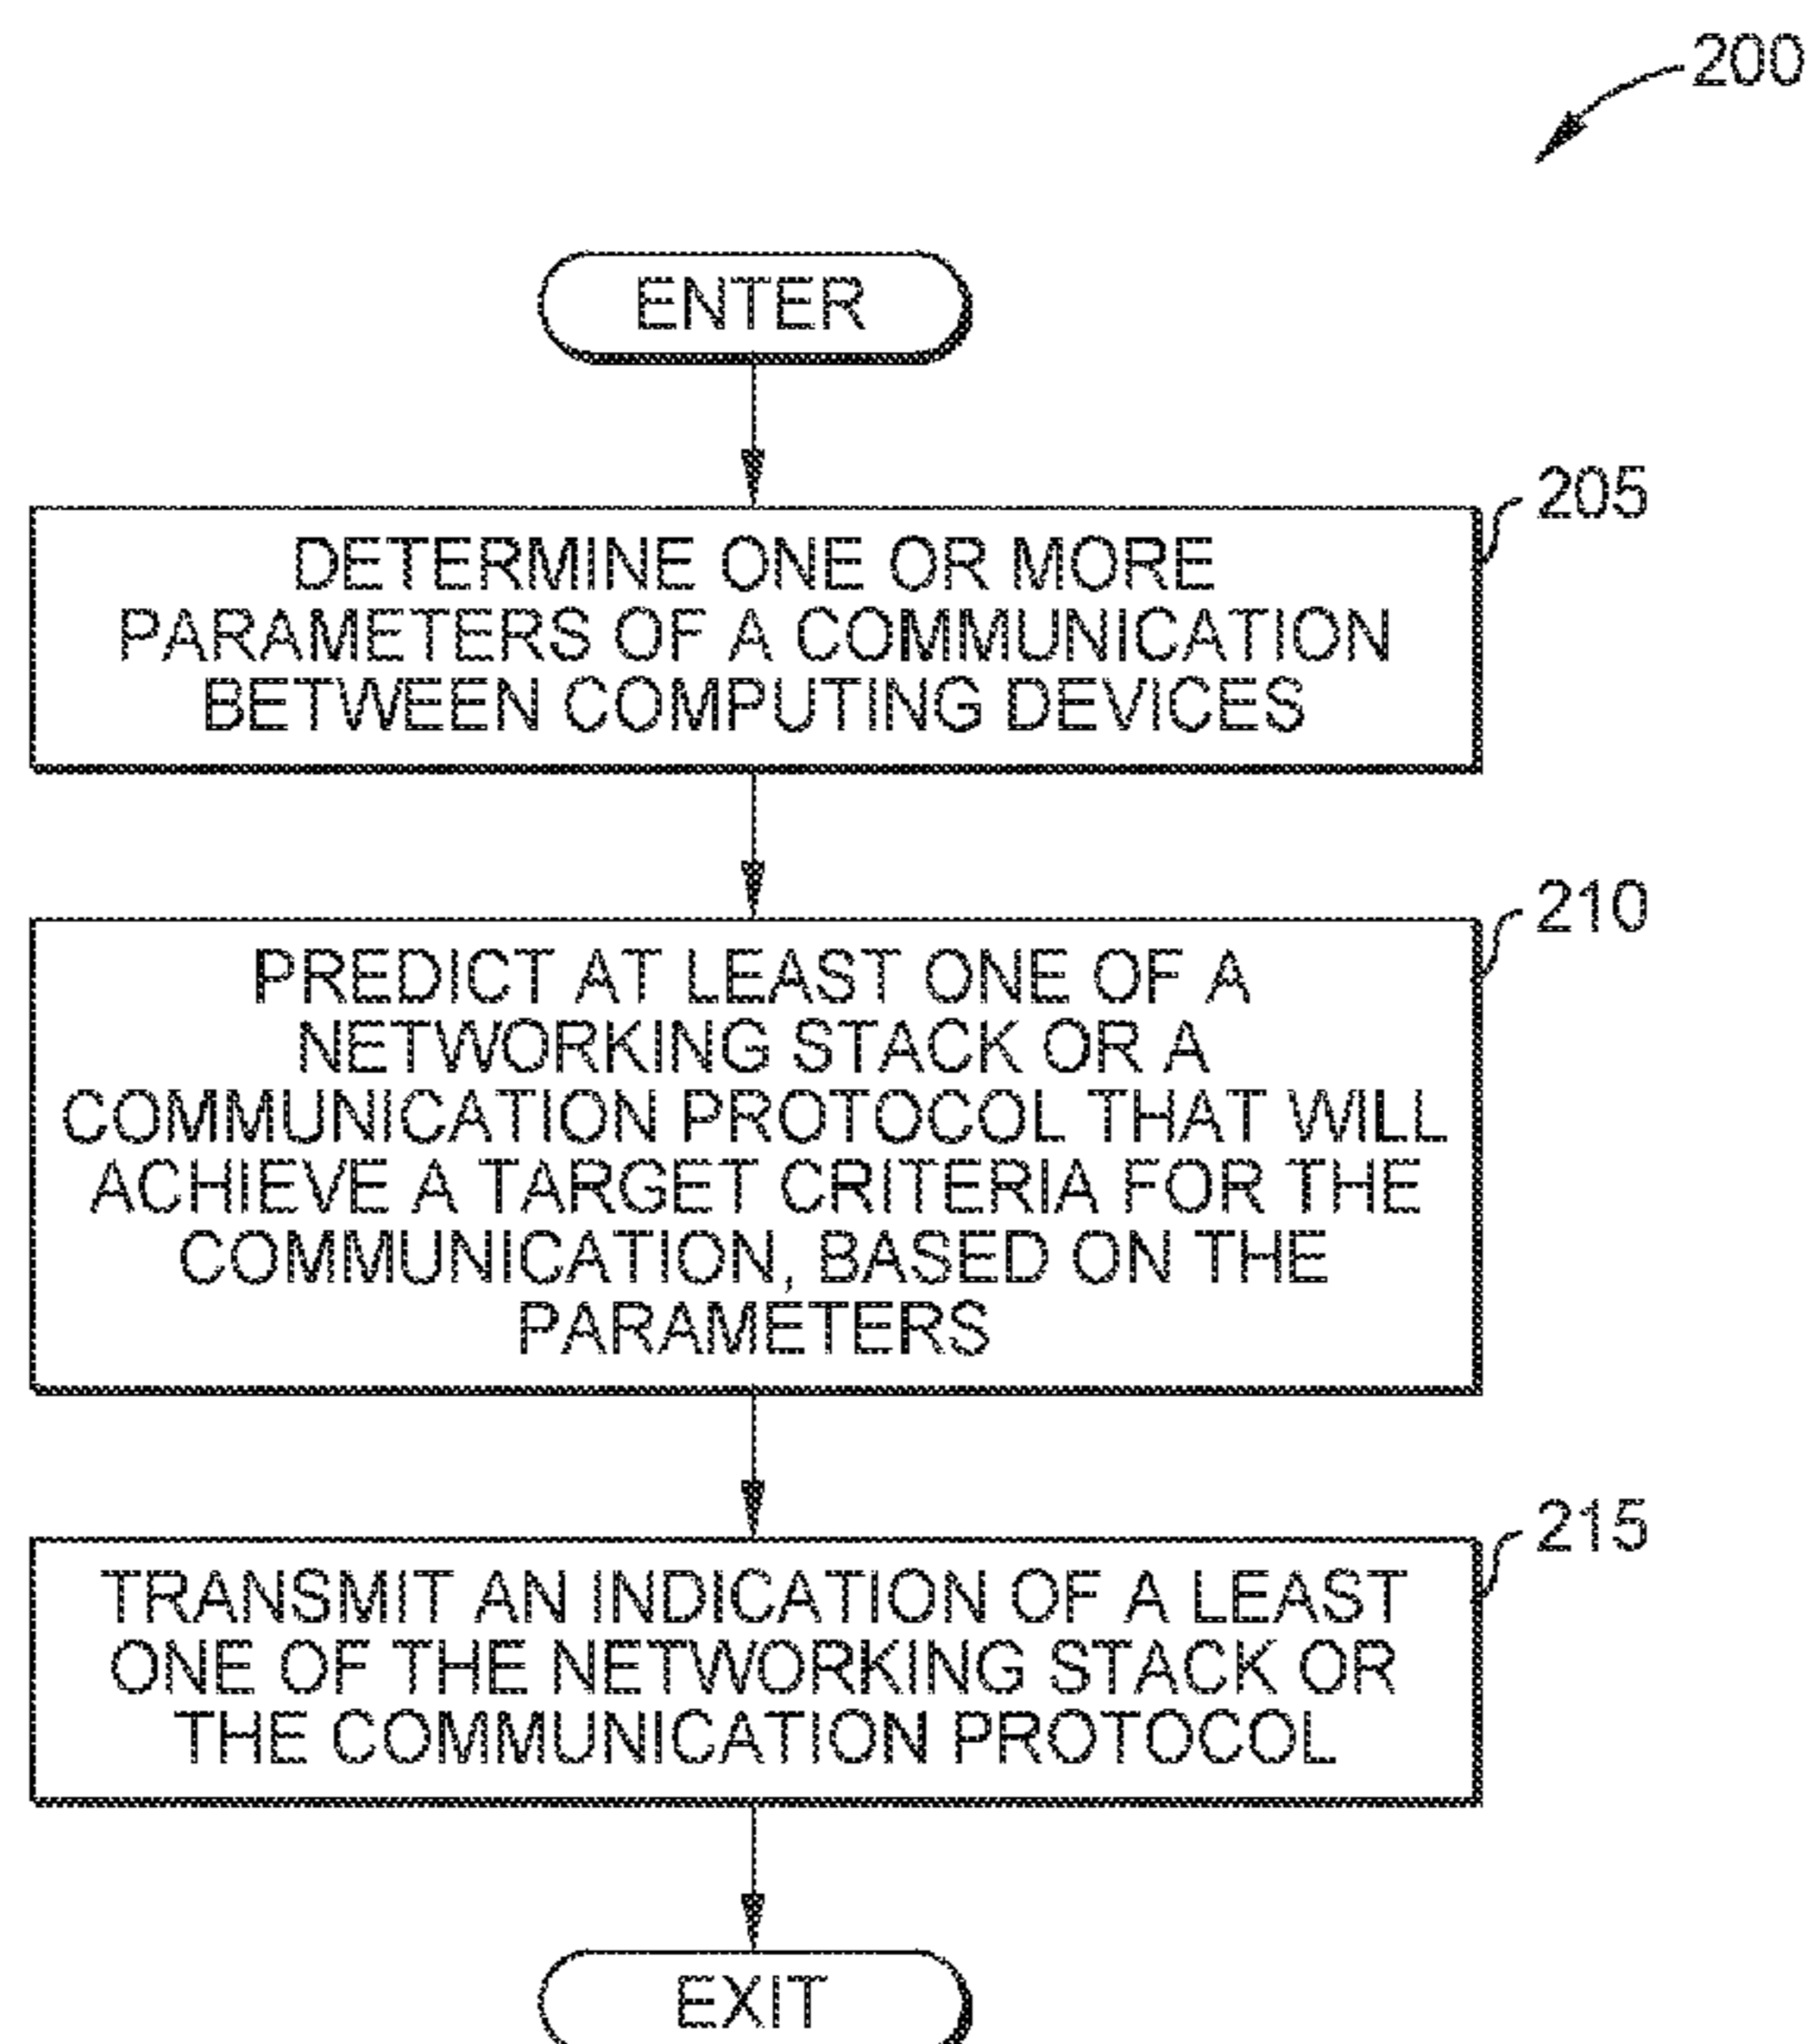 200
ENTER
205
DETERMINE ONE OR MORE
PARAMETERS OF A COMMUNICATION
BETWEEN COMPUTING DEVICES
210
PREDICT AT LEAST ONE OF A
NETWORKING STACK OR A
COMMUNICATION PROTOCOL THAT WILL
ACHIEVE A TARGET CRITERIA FOR THE
COMMUNICATION, BASED ON THE
PARAMETERS
215
TRANSMIT AN INDICATION OF A LEAST
ONE OF THE NETWORKING STACK OR
THE COMMUNICATION PROTOCOL
EXIT